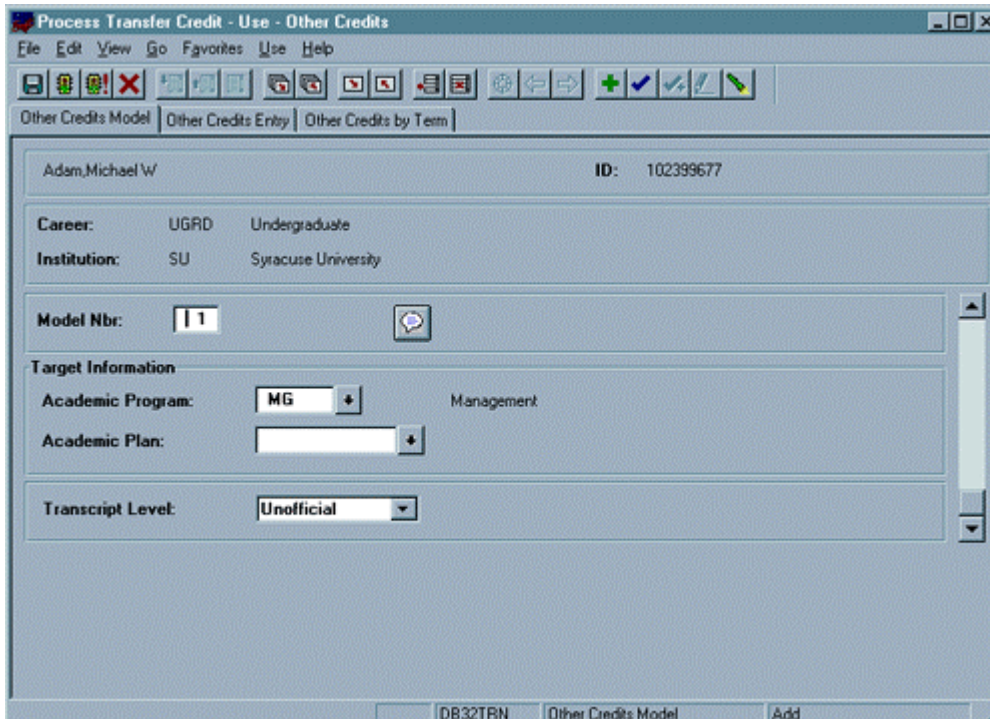 Process Transfer Credit - Use - Other Credits
File Edit View Go Favorites Use Help
Other Credits Model Other Credits Entry Other Credits by Term
Adam,Michael W ID: 102399677
Career: UGRD Undergraduate
Institution: SU Syracuse University
Model Nbr: 1
Target Information
Academic Program: MG Management
Academic Plan:
Transcript Level: Unofficial
DB32TRN Other Credits Model Add